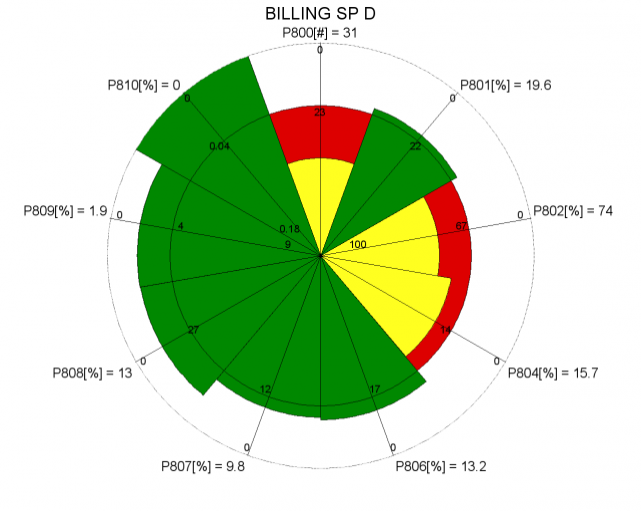 BILLING SP D
P800[#] = 31
0
P810[%] = 0
P801[%] = 19.6
0
0
23
0.04
22
P809[%] = 1.9
0
P802[%] = 74
0
4
67
0.18
9
100
27
14
P808[%] = 13
0
P804[%] = 15.7
0
12
17
0
0
P807[%] = 9.8
P806[%] = 13.2